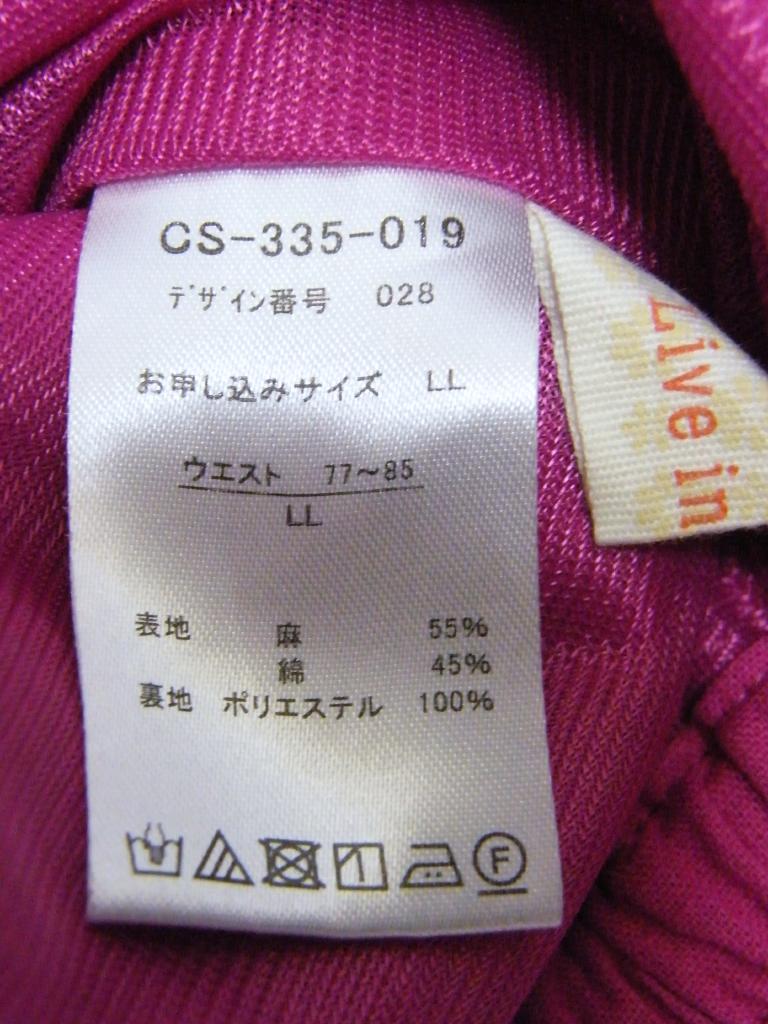 CS-335-019
デザイン番号 028
お申し込みサイズ LL
ウエスト 77～85
LL
表地 麻 55%
綿 45%
裏地 ポリエステル 100%
F
Live in